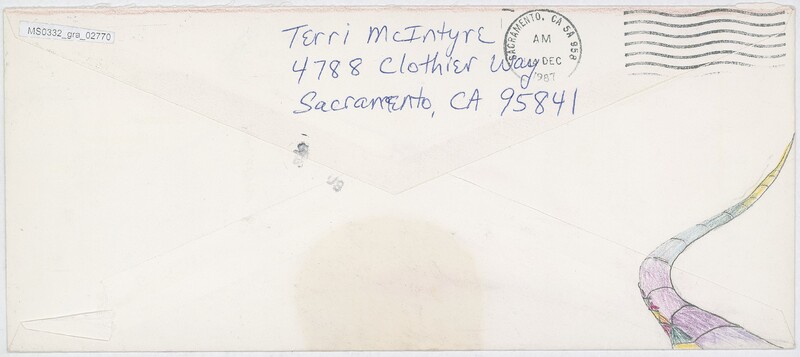 MS0332_gra_02770
Terri McIntyre
4788 Clothier Way
Sacramento, CA 95841
SACRAMENTO, CA SA 958
AM
DEC
1987